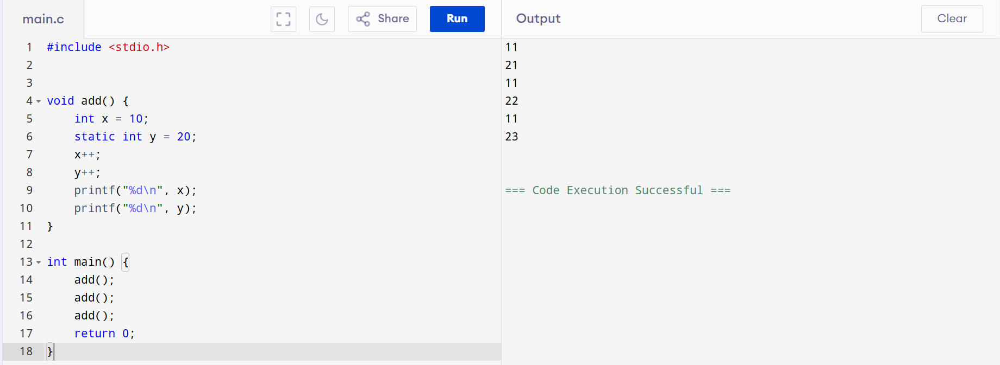 main.c
Share
Run
Output
Clear
1 #include <stdio.h>
2
3
4 void add() {
5     int x = 10;
6     static int y = 20;
7     x++;
8     y++;
9     printf("%d\n", x);
10     printf("%d\n", y);
11 }
12
13 int main() {
14     add();
15     add();
16     add();
17     return 0;
18 }
11
21
11
22
11
23
=== Code Execution Successful ===